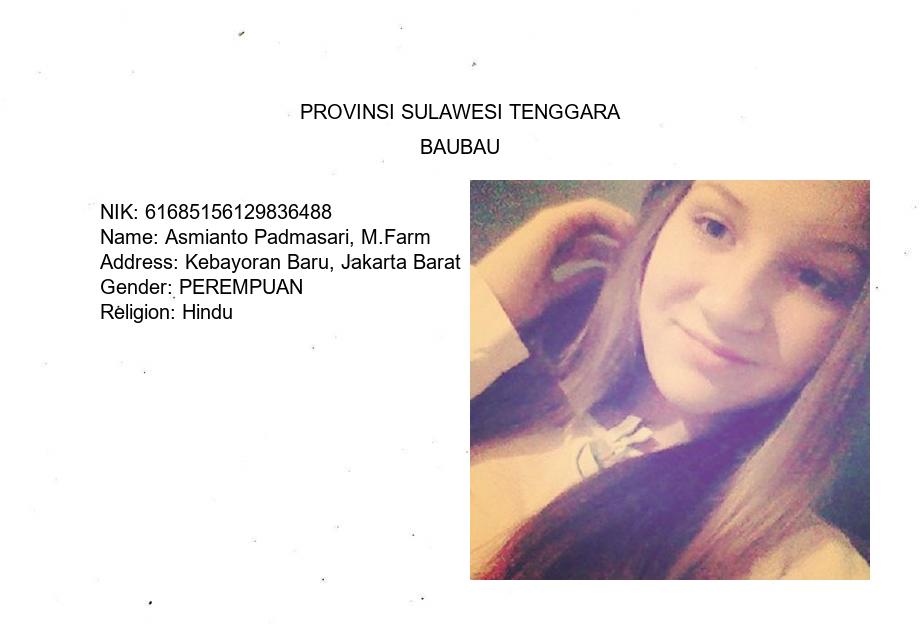 PROVINSI SULAWESI TENGGARA
BAUBAU
NIK: 61685156129836488
Name: Asmianto Padmasari, M.Farm
Address: Kebayoran Baru, Jakarta Barat
Gender: PEREMPUAN
Religion: Hindu